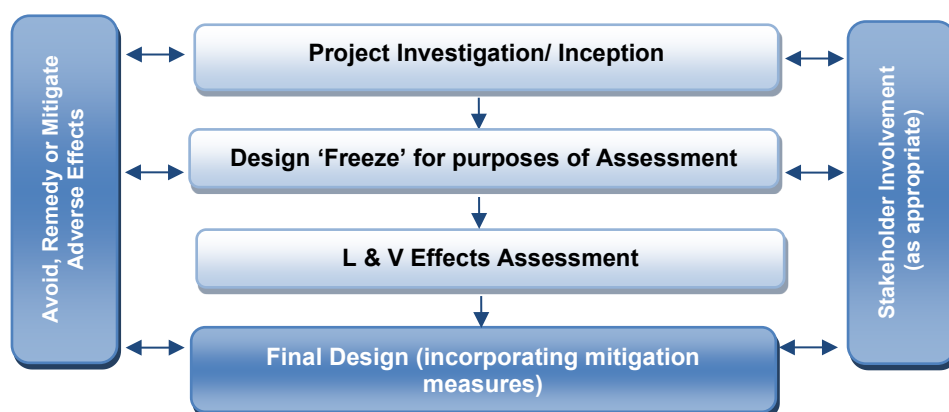 Avoid, Remedy or Mitigate
Adverse Effects
Project Investigation/ Inception
Design ‘Freeze’ for purposes of Assessment
L & V Effects Assessment
Final Design (incorporating mitigation
measures)
Stakeholder Involvement
(as appropriate)